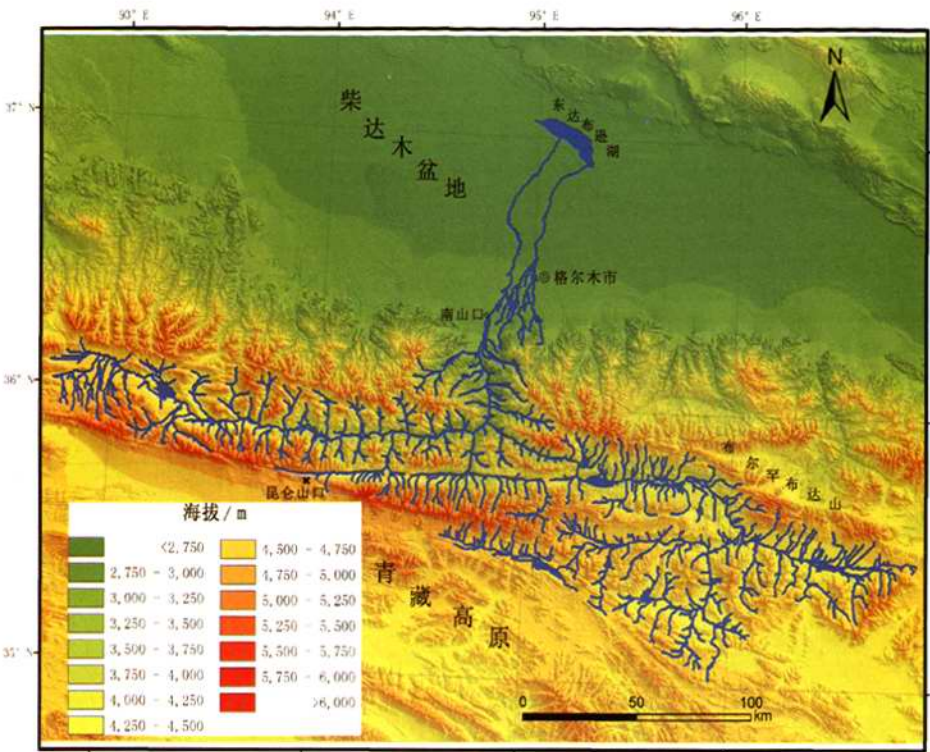 93° E
94° E
95° E
96° E
N
37° N
36° N
35° N
柴达木盆地
东达布逊湖
格尔木市
南山口
昆仑山口
布尔罕布达山
青藏高原
海拔/m
<2,750
2,750 - 3,000
3,000 - 3,250
3,250 - 3,500
3,500 - 3,750
3,750 - 4,000
4,000 - 4,250
4,250 - 4,500
4,500 - 4,750
4,750 - 5,000
5,000 - 5,250
5,250 - 5,500
5,500 - 5,750
5,750 - 6,000
>6,000
0 50 100
km